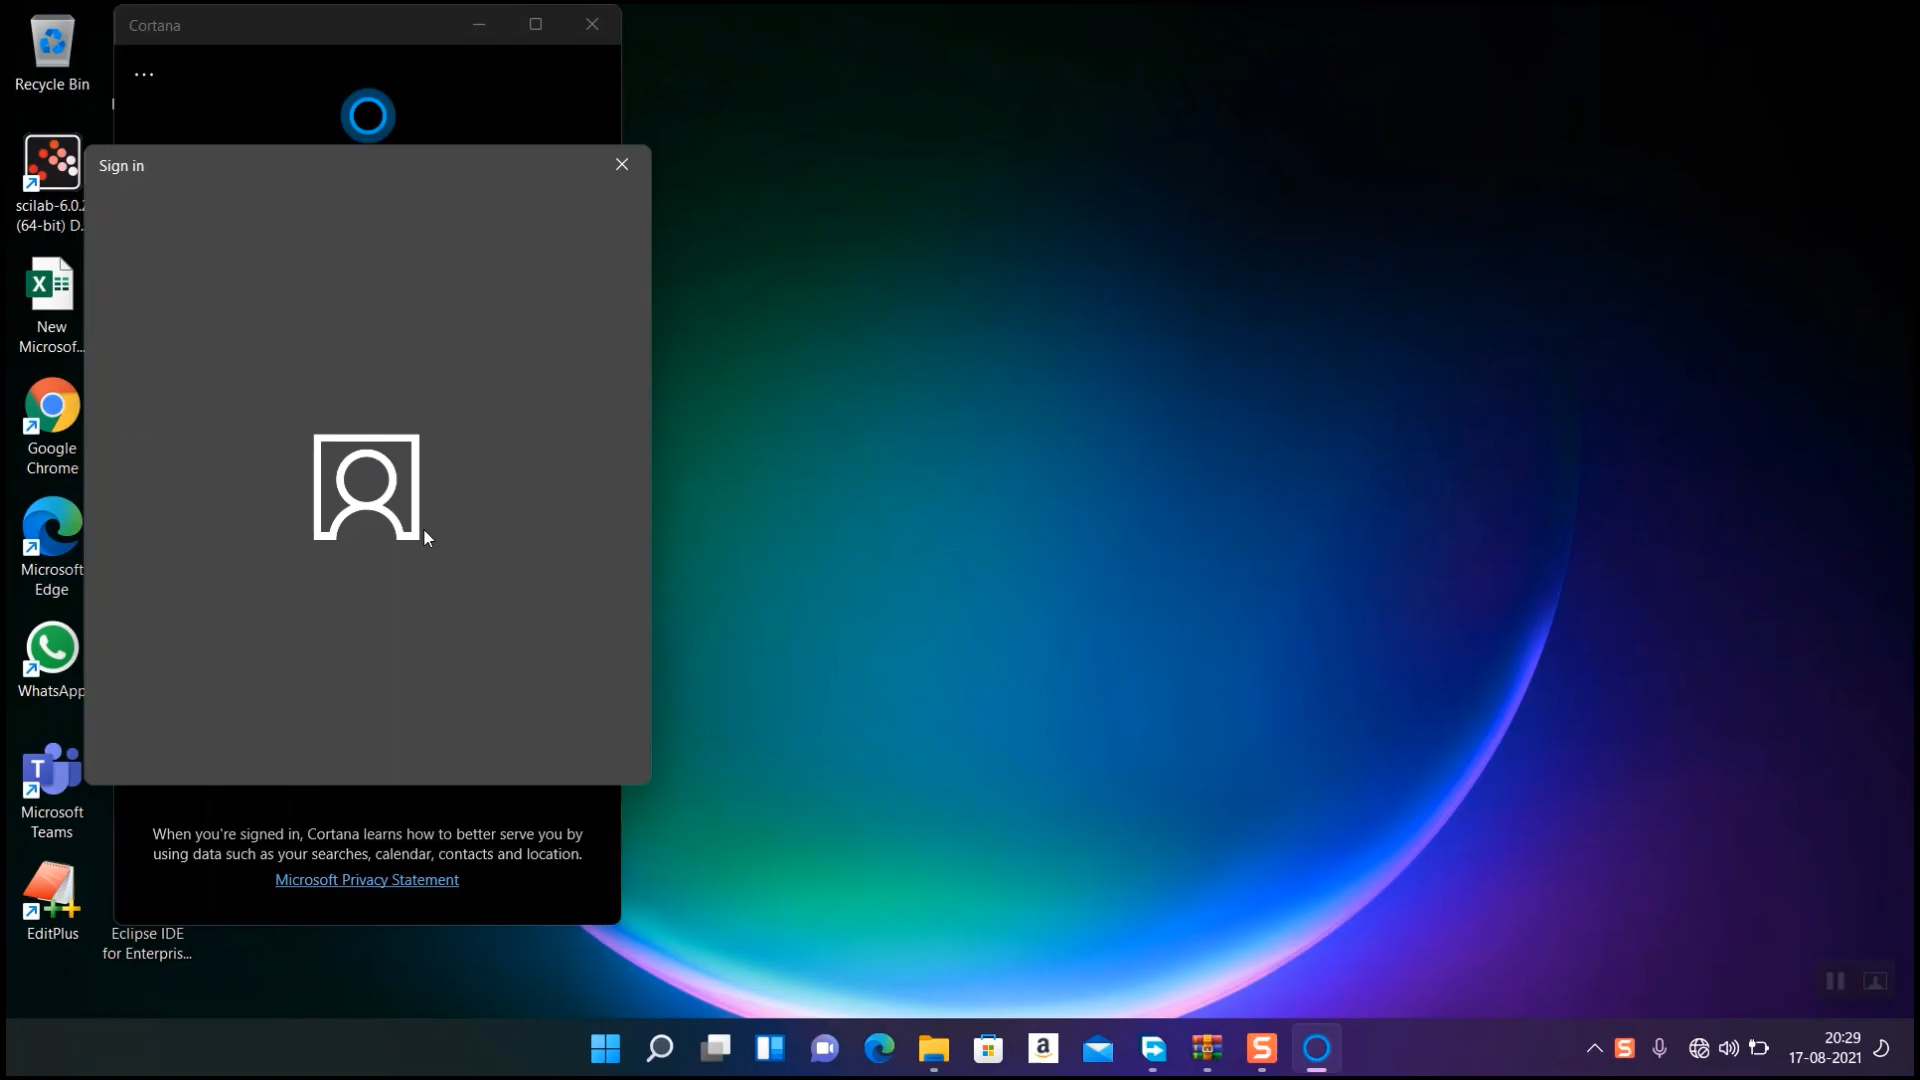 Cortana
...
Recycle Bin
Sign in
scilab-6.0.2
(64-bit) D...
New
Microsof...
Google
Chrome
Microsoft
Edge
WhatsApp
Microsoft
Teams
EditPlus
When you're signed in, Cortana learns how to better serve you by
using data such as your searches, calendar, contacts and location.
Microsoft Privacy Statement
Eclipse IDE
for Enterpris...
20:29
17-08-2021